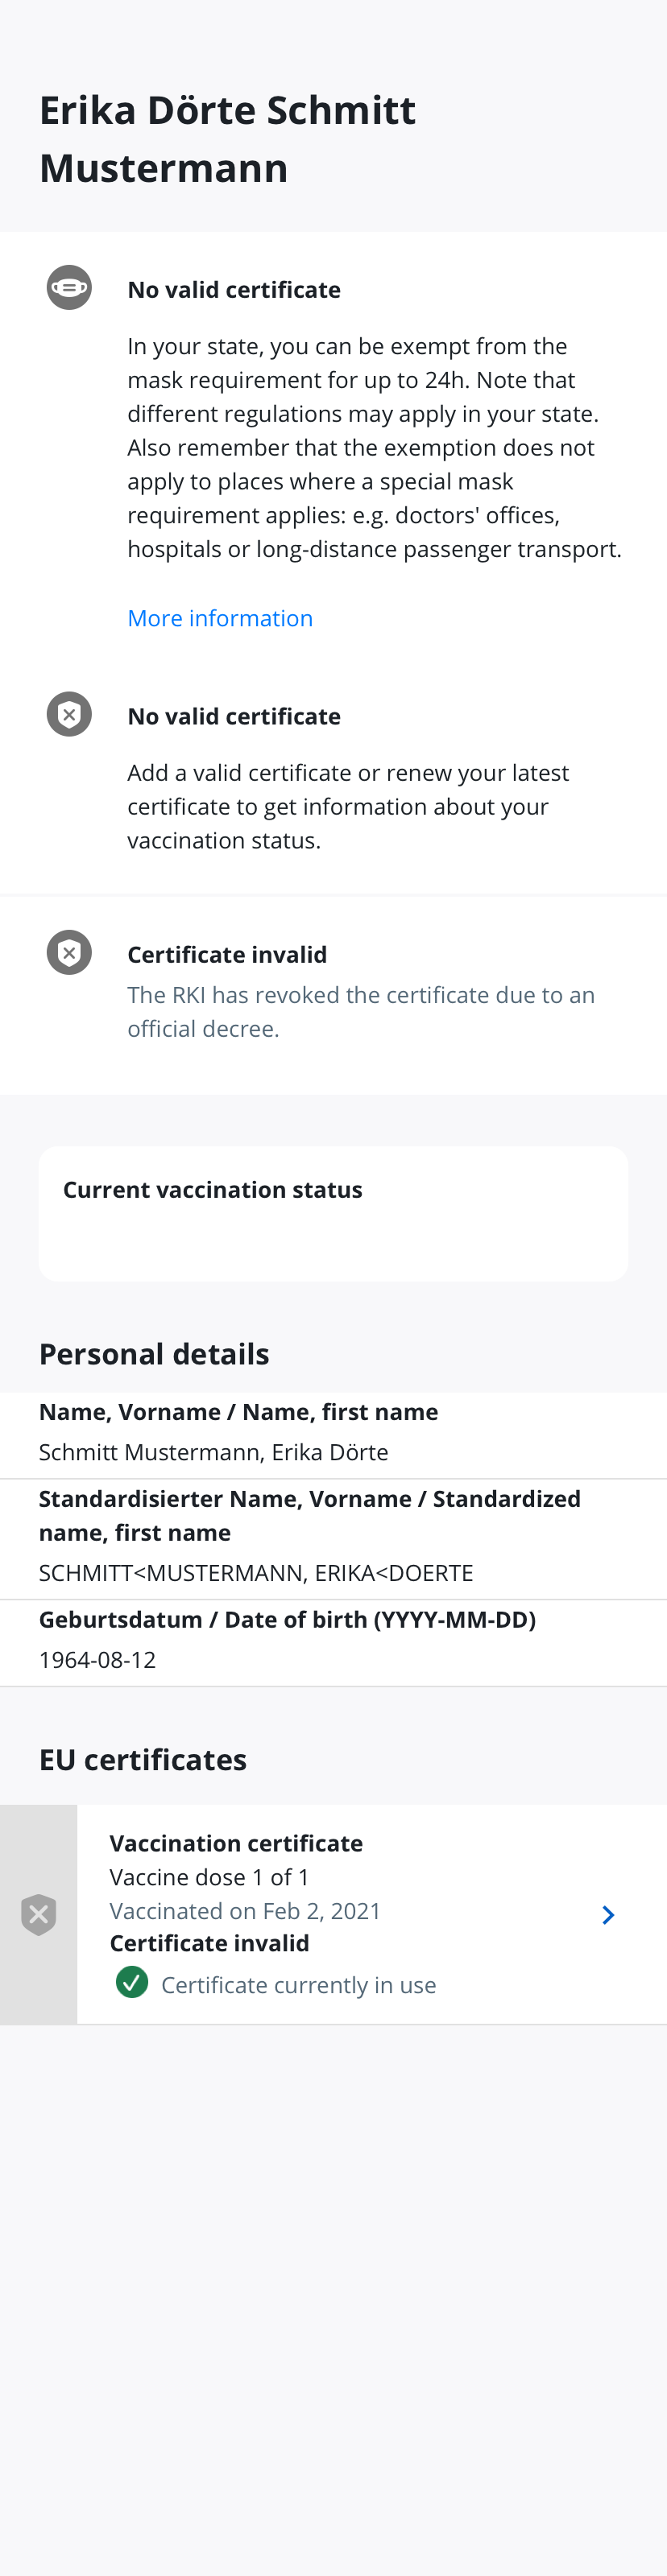 Erika Dörte Schmitt
Mustermann
No valid certificate
In your state, you can be exempt from the
mask requirement for up to 24h. Note that
different regulations may apply in your state.
Also remember that the exemption does not
apply to places where a special mask
requirement applies: e.g. doctors' offices,
hospitals or long-distance passenger transport.
More information
No valid certificate
Add a valid certificate or renew your latest
certificate to get information about your
vaccination status.
Certificate invalid
The RKI has revoked the certificate due to an
official decree.
Current vaccination status
Personal details
Name, Vorname / Name, first name
Schmitt Mustermann, Erika Dörte
Standardisierter Name, Vorname / Standardized
name, first name
SCHMITT<MUSTERMANN, ERIKA<DOERTE
Geburtsdatum / Date of birth (YYYY-MM-DD)
1964-08-12
EU certificates
Vaccination certificate
Vaccine dose 1 of 1
Vaccinated on Feb 2, 2021
Certificate invalid
Certificate currently in use